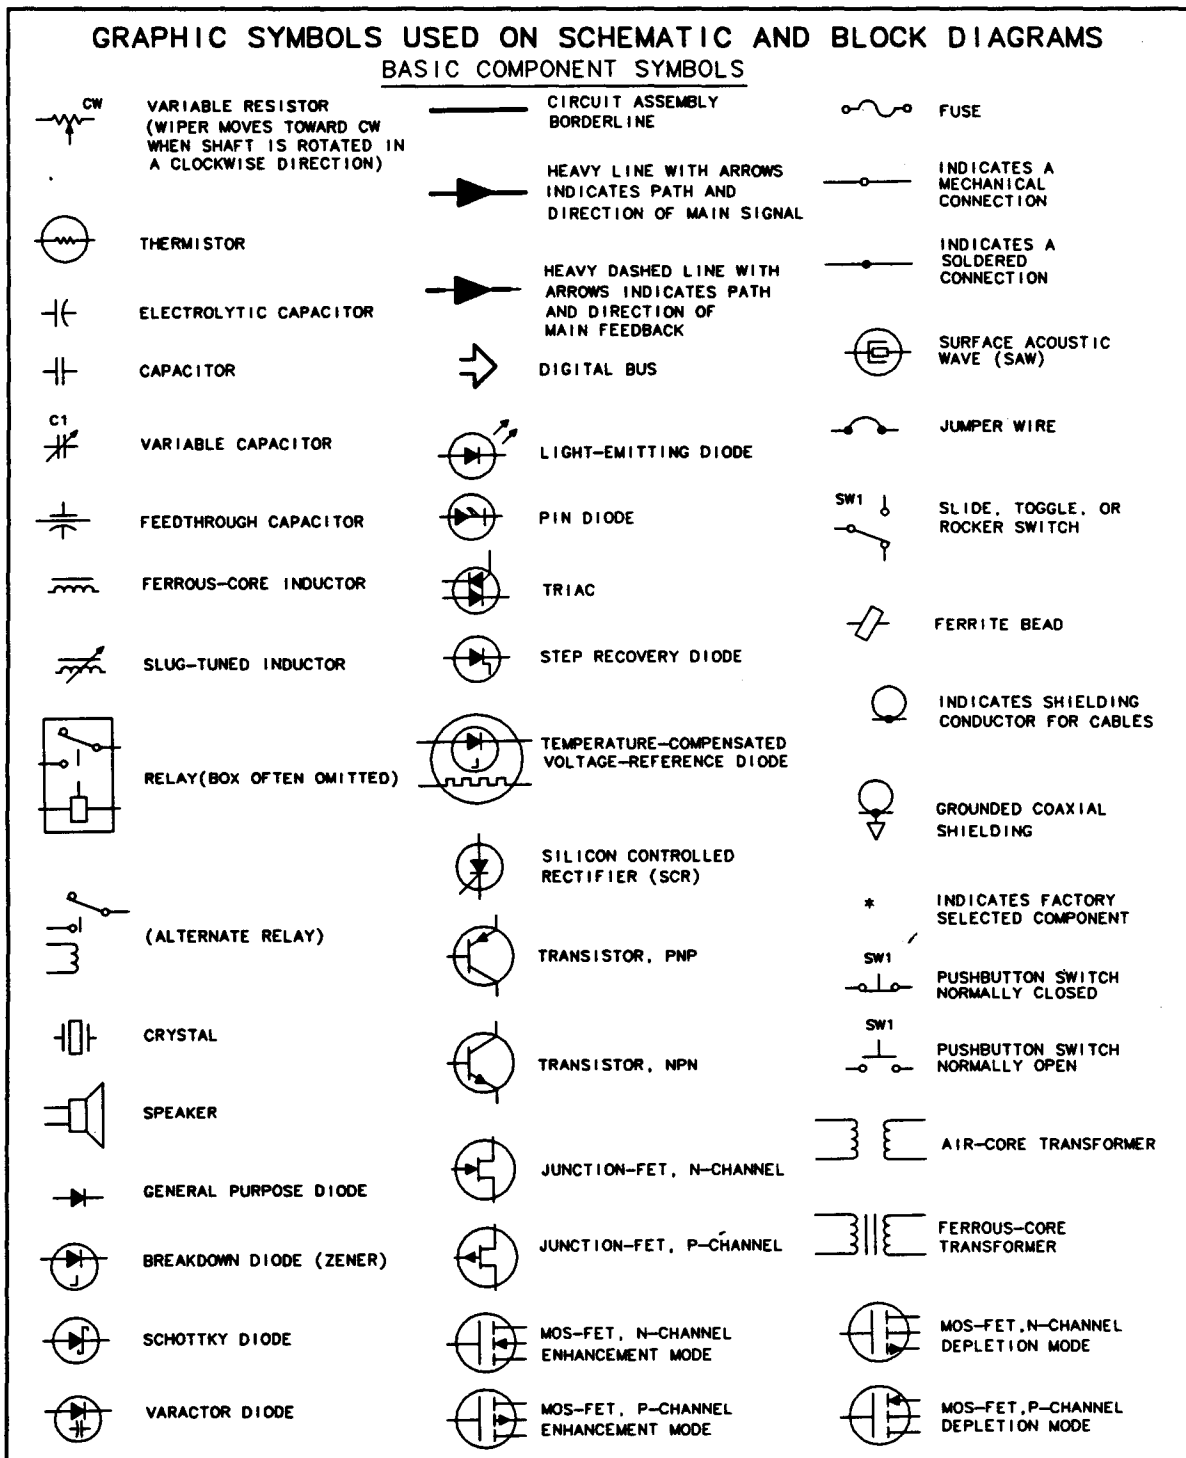 GRAPHIC SYMBOLS USED ON SCHEMATIC AND BLOCK DIAGRAMS
BASIC COMPONENT SYMBOLS
CW
VARIABLE RESISTOR
(WIPER MOVES TOWARD CW
WHEN SHAFT IS ROTATED IN
A CLOCKWISE DIRECTION)
THERMISTOR
ELECTROLYTIC CAPACITOR
CAPACITOR
C1
VARIABLE CAPACITOR
FEEDTHROUGH CAPACITOR
FERROUS-CORE INDUCTOR
SLUG-TUNED INDUCTOR
RELAY(BOX OFTEN OMITTED)
(ALTERNATE RELAY)
CRYSTAL
SPEAKER
GENERAL PURPOSE DIODE
BREAKDOWN DIODE (ZENER)
SCHOTTKY DIODE
VARACTOR DIODE
CIRCUIT ASSEMBLY
BORDERLINE
HEAVY LINE WITH ARROWS
INDICATES PATH AND
DIRECTION OF MAIN SIGNAL
HEAVY DASHED LINE WITH
ARROWS INDICATES PATH
AND DIRECTION OF
MAIN FEEDBACK
DIGITAL BUS
LIGHT-EMITTING DIODE
PIN DIODE
TRIAC
STEP RECOVERY DIODE
TEMPERATURE-COMPENSATED
VOLTAGE-REFERENCE DIODE
SILICON CONTROLLED
RECTIFIER (SCR)
TRANSISTOR, PNP
TRANSISTOR, NPN
JUNCTION-FET, N-CHANNEL
JUNCTION-FET, P-CHANNEL
MOS-FET, N-CHANNEL
ENHANCEMENT MODE
MOS-FET, P-CHANNEL
ENHANCEMENT MODE
FUSE
INDICATES A
MECHANICAL
CONNECTION
INDICATES A
SOLDERED
CONNECTION
SURFACE ACOUSTIC
WAVE (SAW)
JUMPER WIRE
SW1
SLIDE, TOGGLE, OR
ROCKER SWITCH
FERRITE BEAD
INDICATES SHIELDING
CONDUCTOR FOR CABLES
GROUNDED COAXIAL
SHIELDING
*
INDICATES FACTORY
SELECTED COMPONENT
SW1
PUSHBUTTON SWITCH
NORMALLY CLOSED
SW1
PUSHBUTTON SWITCH
NORMALLY OPEN
AIR-CORE TRANSFORMER
FERROUS-CORE
TRANSFORMER
MOS-FET,N-CHANNEL
DEPLETION MODE
MOS-FET,P-CHANNEL
DEPLETION MODE